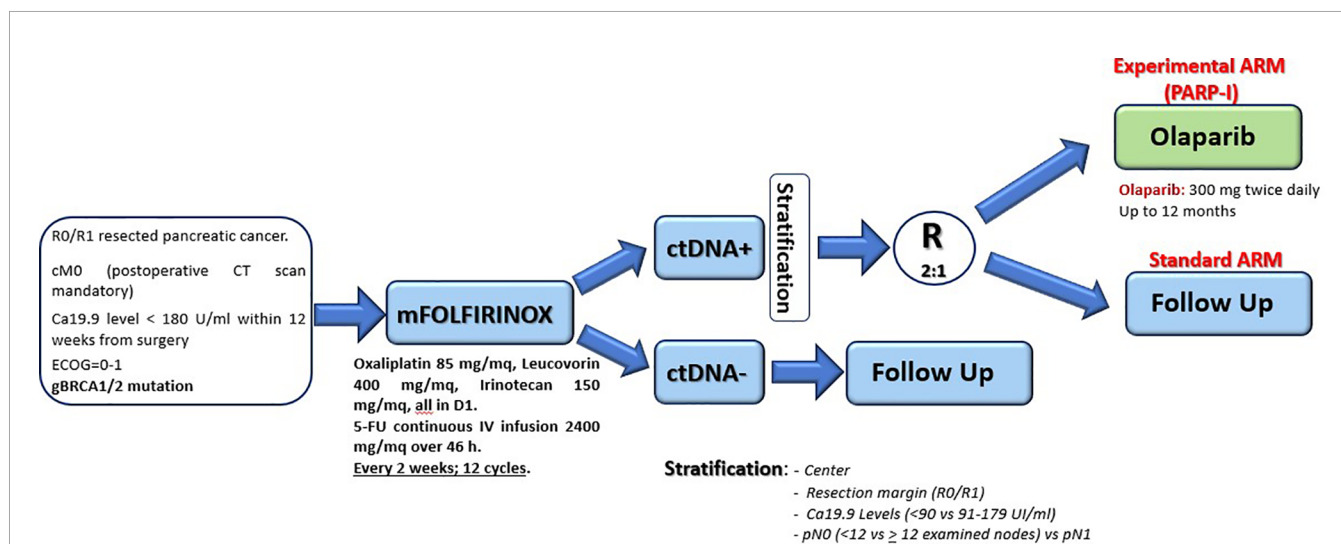 R0/R1 resected pancreatic cancer.
cM0 (postoperative CT scan
mandatory)
Ca19.9 level < 180 U/ml within 12
weeks from surgery
ECOG=0-1
gBRCA1/2 mutation
mFOLFIRINOX
Oxaliplatin 85 mg/mq, Leucovorin
400 mg/mq, Irinotecan 150
mg/mq, all in D1.
5-FU continuous IV infusion 2400
mg/mq over 46 h.
Every 2 weeks; 12 cycles.
ctDNA+
Stratification
R
2:1
Experimental ARM
(PARP-I)
Olaparib
Olaparib: 300 mg twice daily
Up to 12 months
Standard ARM
Follow Up
ctDNA-
Follow Up
Stratification: - Center
- Resection margin (R0/R1)
- Ca19.9 Levels (<90 vs 91-179 UI/ml)
- pN0 (<12 vs ≥ 12 examined nodes) vs pN1